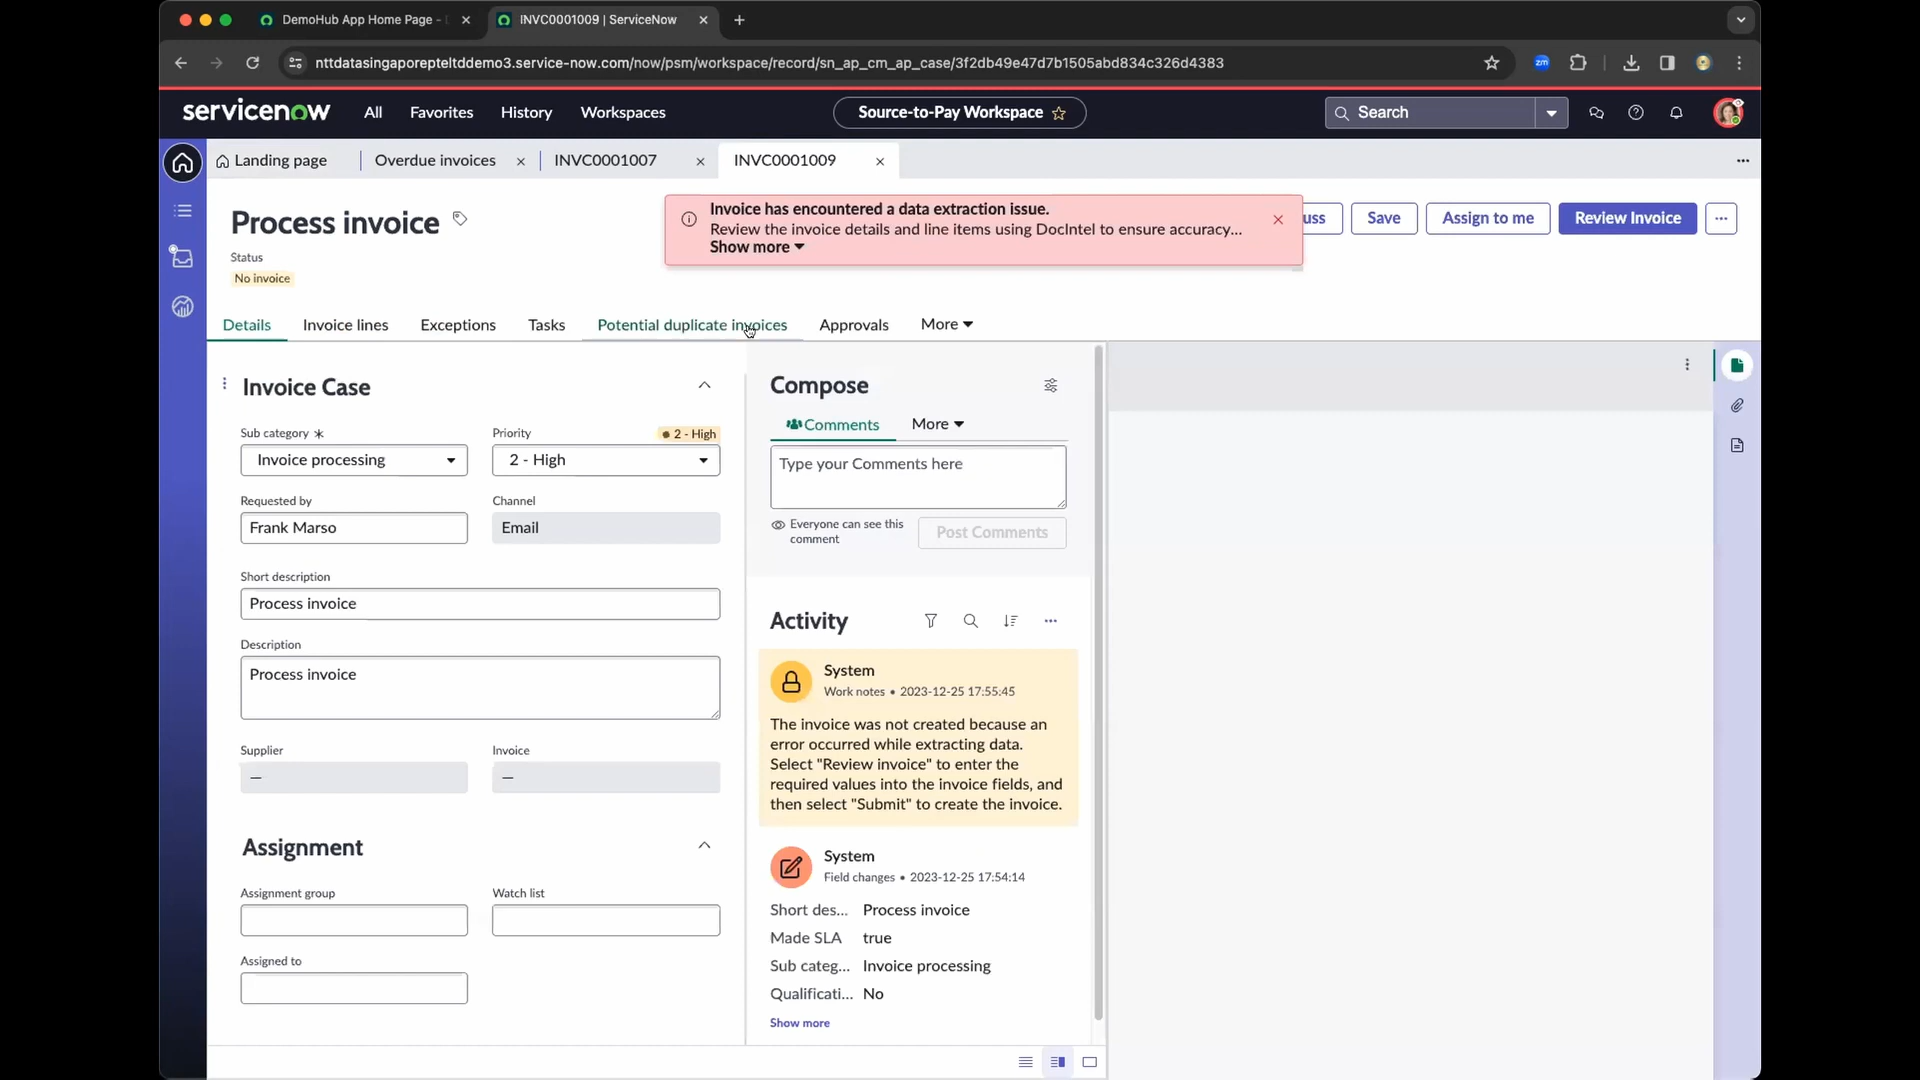 DemoHub App Home Page -
INVC0001009 | ServiceNow
nttdatasingaporepteltddemo3.service-now.com/now/psm/workspace/record/sn_ap_cm_ap_case/3f2db49e47d7b1505abd834c326d4383
zm
servicenow
All
Favorites
History
Workspaces
Source-to-Pay Workspace
Search
Landing page
Overdue invoices
INVC0001007
INVC0001009
Process invoice
Invoice has encountered a data extraction issue.
Review the invoice details and line items using DocIntel to ensure accuracy...
Show more
uss
Save
Assign to me
Review Invoice
Status
No invoice
Details
Invoice lines
Exceptions
Tasks
Potential duplicate invoices
Approvals
More
Invoice Case
Sub category
Invoice processing
Priority
2 - High
2 - High
Requested by
Frank Marso
Channel
Email
Short description
Process invoice
Description
Process invoice
Supplier
—
Invoice
—
Assignment
Assignment group
Watch list
Assigned to
Compose
Comments
More
Type your Comments here
Everyone can see this
comment
Post Comments
Activity
System
Work notes • 2023-12-25 17:55:45
The invoice was not created because an
error occurred while extracting data.
Select "Review invoice" to enter the
required values into the invoice fields, and
then select "Submit" to create the invoice.
System
Field changes • 2023-12-25 17:54:14
Short des... Process invoice
Made SLA true
Sub categ... Invoice processing
Qualificati... No
Show more